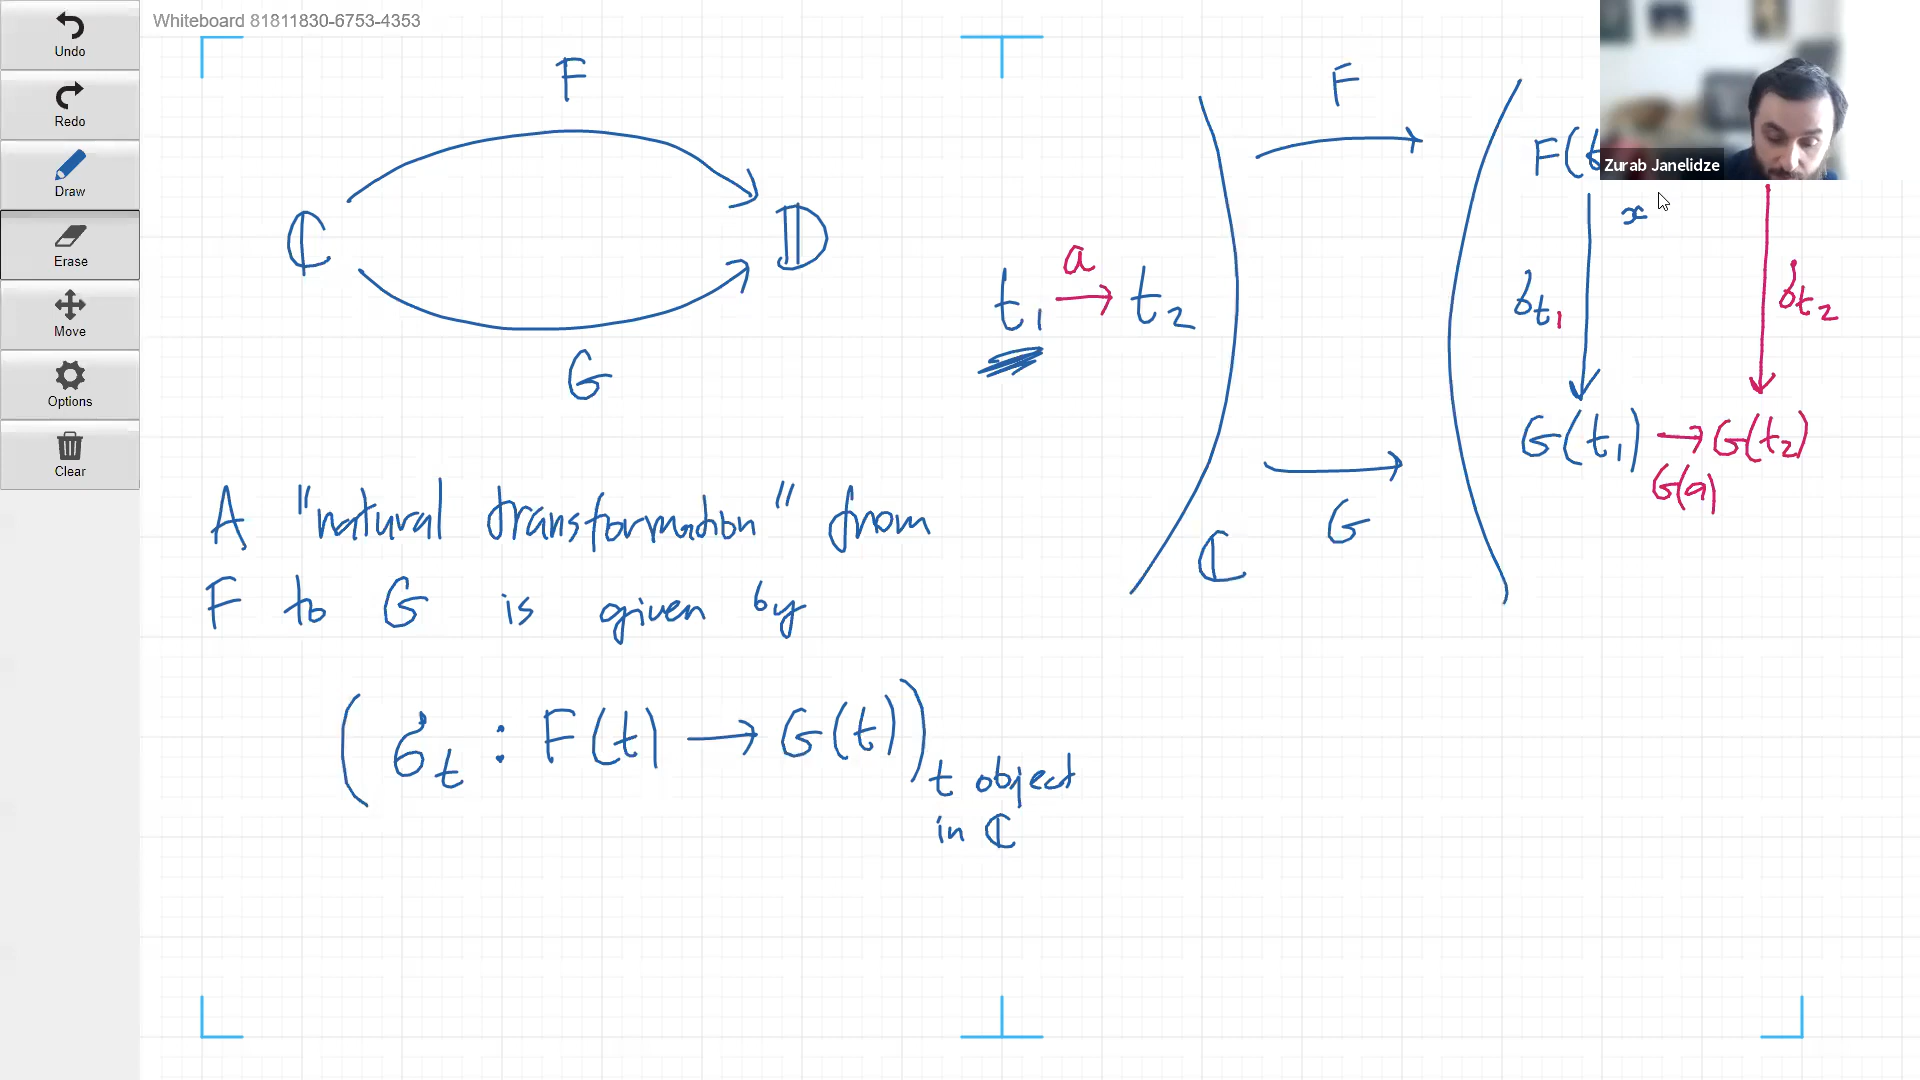 Whiteboard 81811830-6753-4353
Undo
Redo
Draw
Erase
Move
Options
Clear
F
ℂ
𝔻
G
t₁ a→ t₂
F
G
ℂ
F(t
x
Zurab Janelidze
σt₁
σt₂
G(t₁) → G(t₂)
G(a)
A "natural transformation" from
F to G is given by
(σt : F(t) → G(t)) t object
in ℂ